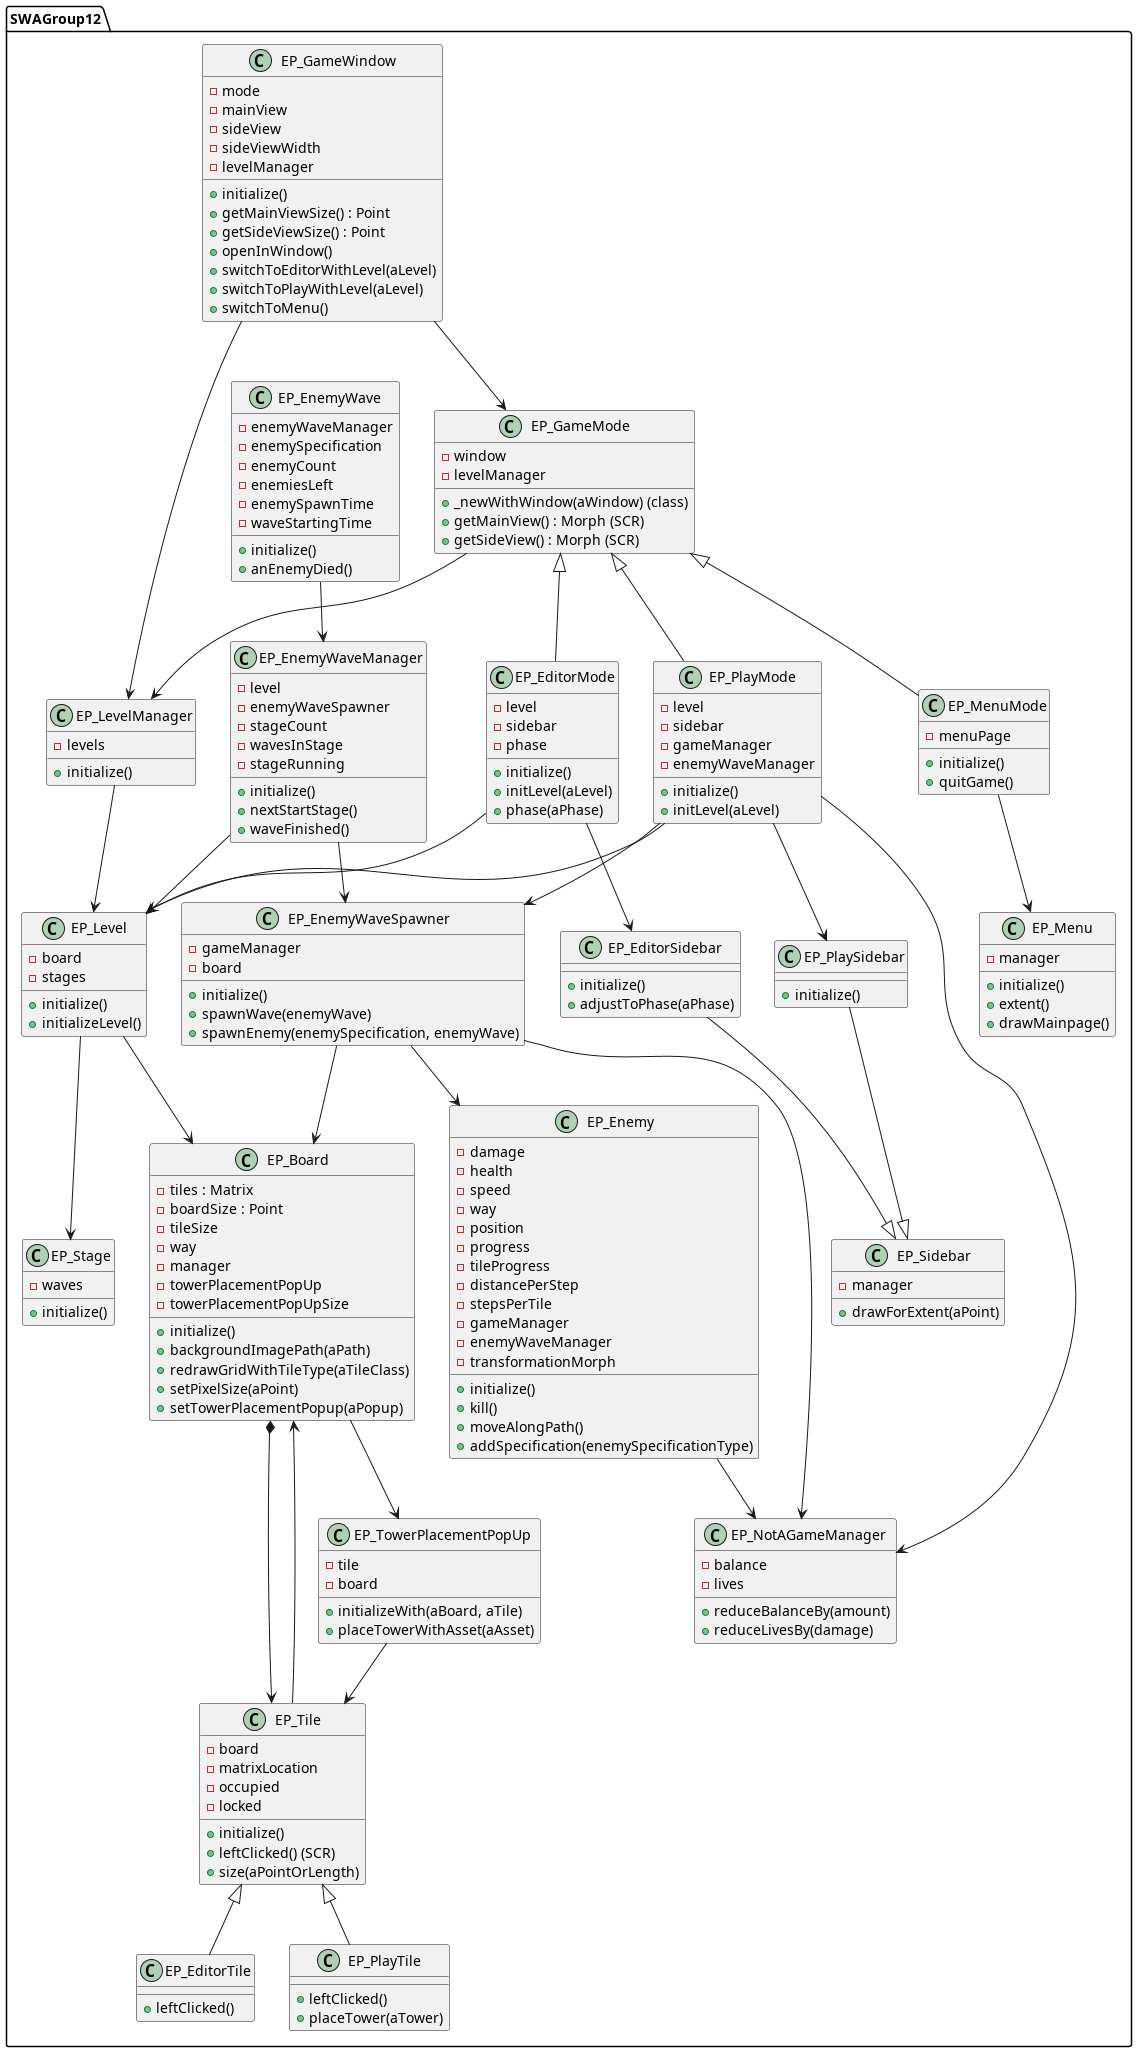 SWAGroup12
EP_GameWindow
mode
mainView
sideView
sideViewWidth
levelManager
initialize()
getMainViewSize() : Point
getSideViewSize() : Point
openInWindow()
switchToEditorWithLevel(aLevel)
switchToPlayWithLevel(aLevel)
switchToMenu()
EP_EnemyWave
enemyWaveManager
enemySpecification
enemyCount
enemiesLeft
enemySpawnTime
waveStartingTime
initialize()
anEnemyDied()
EP_GameMode
window
levelManager
_newWithWindow(aWindow) (class)
getMainView() : Morph (SCR)
getSideView() : Morph (SCR)
EP_LevelManager
levels
initialize()
EP_EnemyWaveManager
level
enemyWaveSpawner
stageCount
wavesInStage
stageRunning
initialize()
nextStartStage()
waveFinished()
EP_EditorMode
level
sidebar
phase
initialize()
initLevel(aLevel)
phase(aPhase)
EP_PlayMode
level
sidebar
gameManager
enemyWaveManager
initialize()
initLevel(aLevel)
EP_MenuMode
menuPage
initialize()
quitGame()
EP_Level
board
stages
initialize()
initializeLevel()
EP_EnemyWaveSpawner
gameManager
board
initialize()
spawnWave(enemyWave)
spawnEnemy(enemySpecification, enemyWave)
EP_EditorSidebar
initialize()
adjustToPhase(aPhase)
EP_PlaySidebar
initialize()
EP_Menu
manager
initialize()
extent()
drawMainpage()
EP_Stage
waves
initialize()
EP_Board
tiles : Matrix
boardSize : Point
tileSize
way
manager
towerPlacementPopUp
towerPlacementPopUpSize
initialize()
backgroundImagePath(aPath)
redrawGridWithTileType(aTileClass)
setPixelSize(aPoint)
setTowerPlacementPopup(aPopup)
EP_Enemy
damage
health
speed
way
position
progress
tileProgress
distancePerStep
stepsPerTile
gameManager
enemyWaveManager
transformationMorph
initialize()
kill()
moveAlongPath()
addSpecification(enemySpecificationType)
EP_Sidebar
manager
drawForExtent(aPoint)
EP_TowerPlacementPopUp
tile
board
initializeWith(aBoard, aTile)
placeTowerWithAsset(aAsset)
EP_NotAGameManager
balance
lives
reduceBalanceBy(amount)
reduceLivesBy(damage)
EP_Tile
board
matrixLocation
occupied
locked
initialize()
leftClicked() (SCR)
size(aPointOrLength)
EP_EditorTile
leftClicked()
EP_PlayTile
leftClicked()
placeTower(aTower)